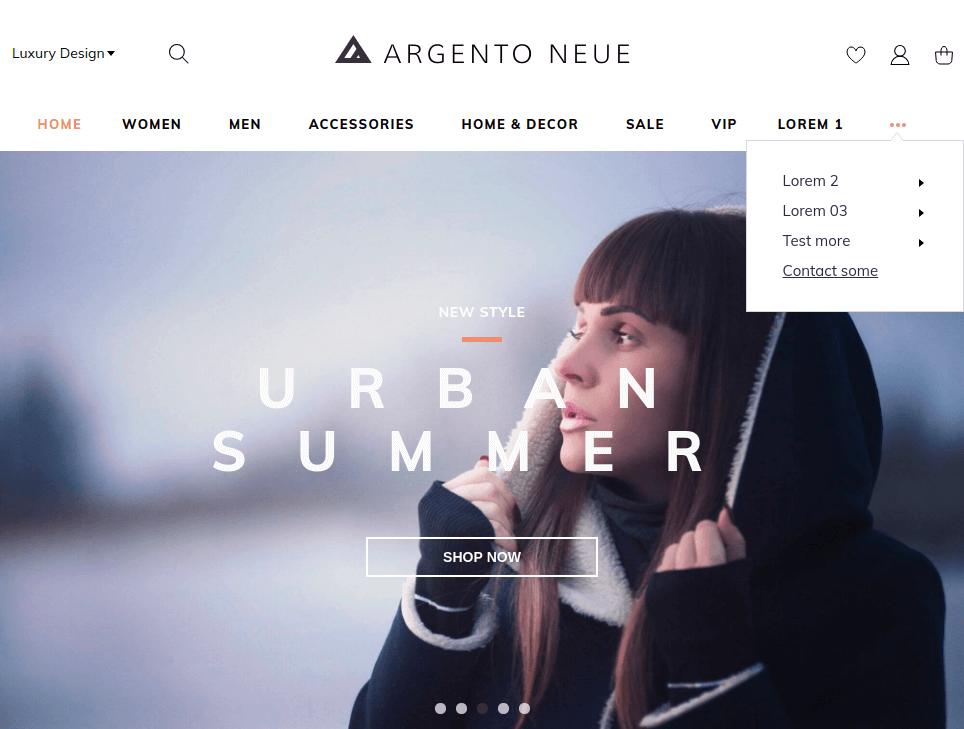 Luxury Design
ARGENTO NEUE
HOME WOMEN MEN ACCESSORIES HOME & DECOR SALE VIP LOREM 1
Lorem 2
Lorem 03
Test more
Contact some
NEW STYLE
URBAN
SUMMER
SHOP NOW